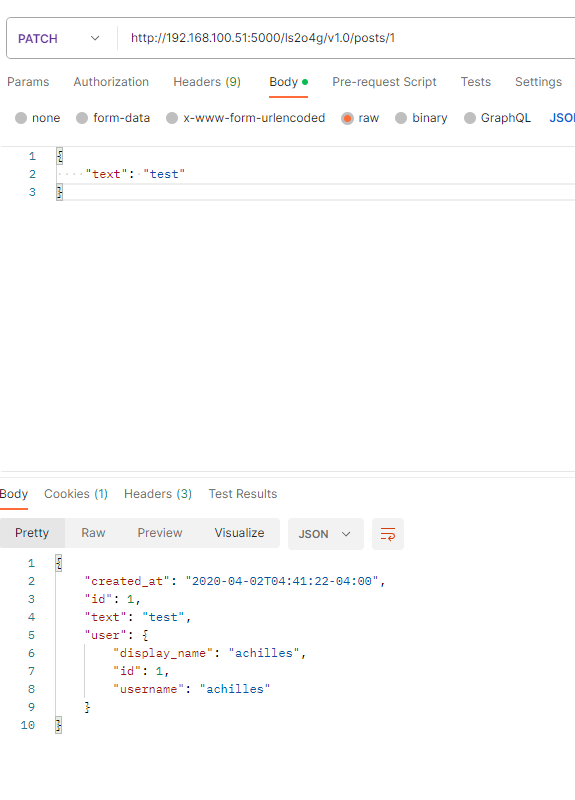 PATCH http://192.168.100.51:5000/ls2o4g/v1.0/posts/1
Params Authorization Headers (9) Body Pre-request Script Tests Settings
none form-data x-www-form-urlencoded raw binary GraphQL JSO
1 {
2 "text": "test"
3 }
Body Cookies (1) Headers (3) Test Results
Pretty Raw Preview Visualize JSON
1 {
2 "created_at": "2020-04-02T04:41:22-04:00",
3 "id": 1,
4 "text": "test",
5 "user": {
6 "display_name": "achilles",
7 "id": 1,
8 "username": "achilles"
9 }
10 }